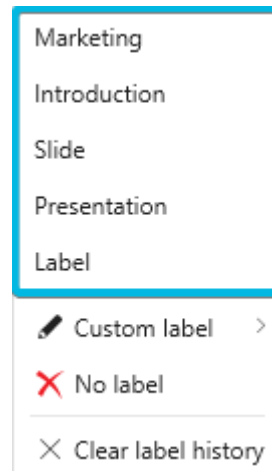 Marketing
Introduction
Slide
Presentation
Label
Custom label
No label
Clear label history